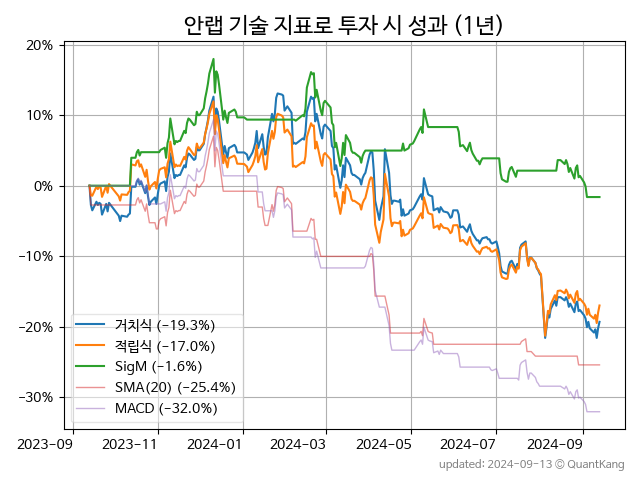 안랩 기술 지표로 투자 시 성과 (1년)
20%
10%
0%
−10%
−20%
−30%
거치식 (−19.3%)
적립식 (−17.0%)
SigM (−1.6%)
SMA(20) (−25.4%)
MACD (−32.0%)
2023-09
2023-11
2024-01
2024-03
2024-05
2024-07
2024-09
updated: 2024-09-13 © QuantKang